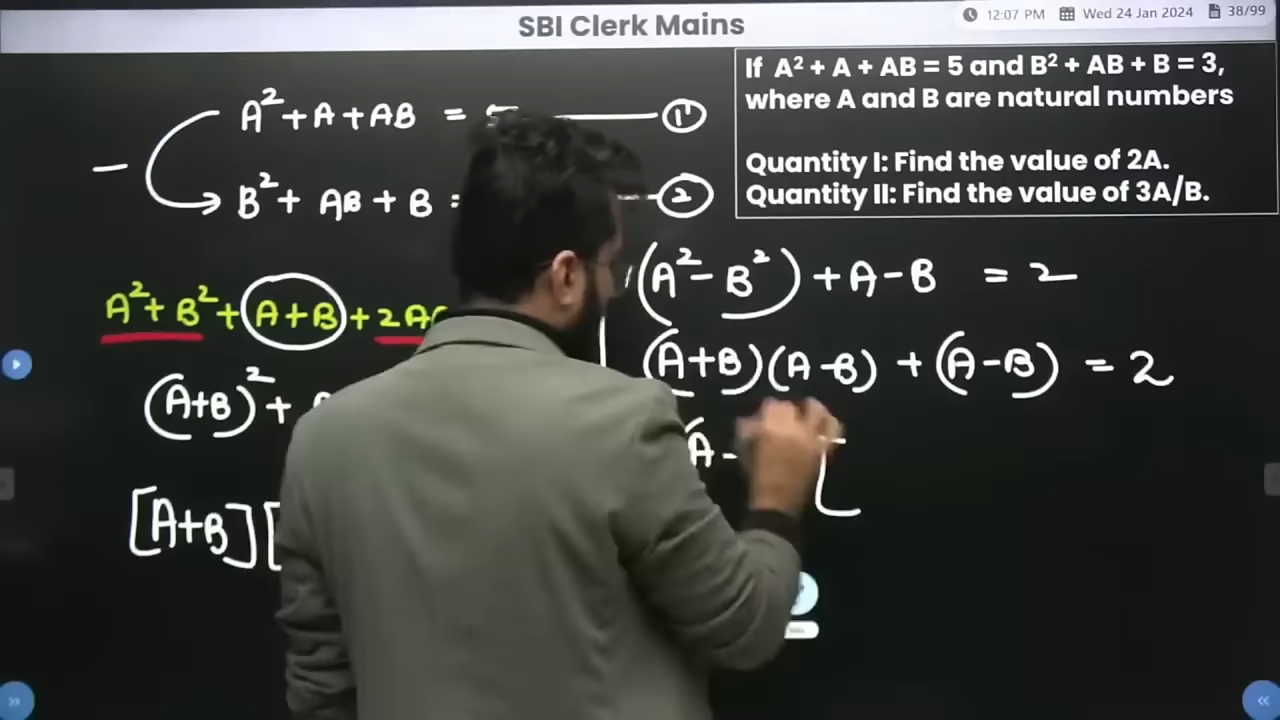 SBI Clerk Mains
12:07 PM Wed 24 Jan 2024 38/99
If A² + A + AB = 5 and B² + AB + B = 3,
where A and B are natural numbers
Quantity I: Find the value of 2A.
Quantity II: Find the value of 3A/B.
A² + A + AB = 5 ①
B² + AB + B = ②
A² + B² + (A+B) + 2A
(A+B)² +
[A+B] [
(A² - B²) + A - B = 2
(A+B)(A-B) + (A-B) = 2
(A - [